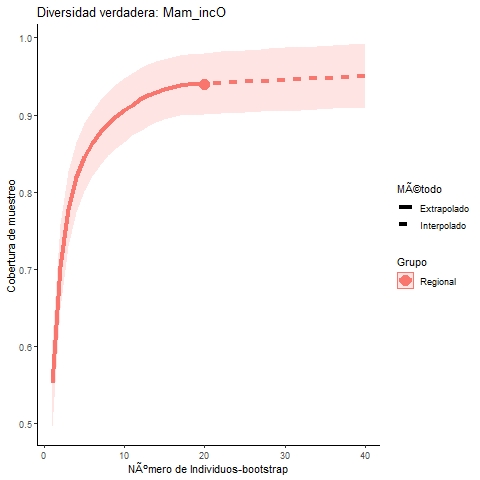 Diversidad verdadera: Mam_incO
Cobertura de muestreo
1.0
0.9
0.8
0.7
0.6
0.5
0
10
20
30
40
NÃºmero de Individuos-bootstrap
MÃ©todo
Extrapolado
Interpolado
Grupo
Regional